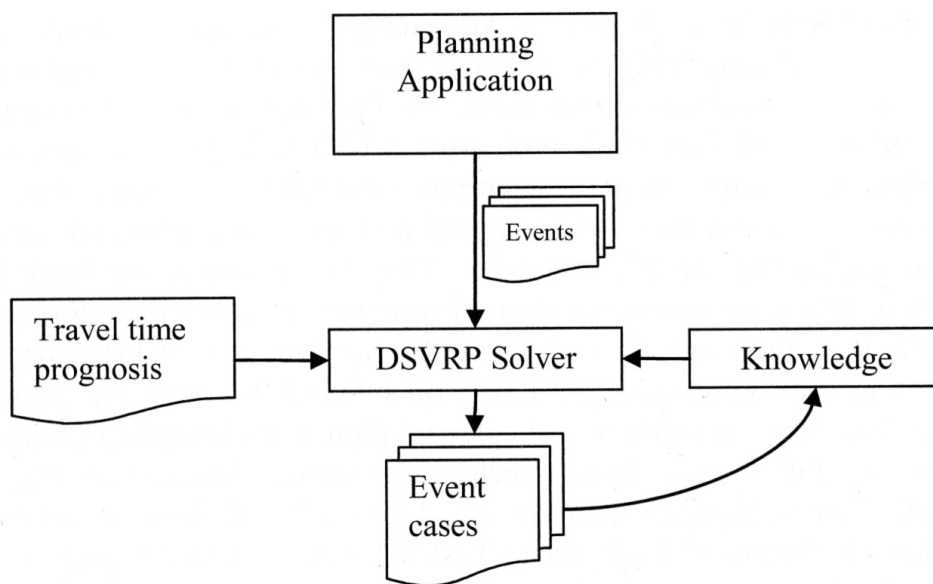 Planning
Application
Events
Travel time
prognosis
DSVRP Solver
Knowledge
Event
cases